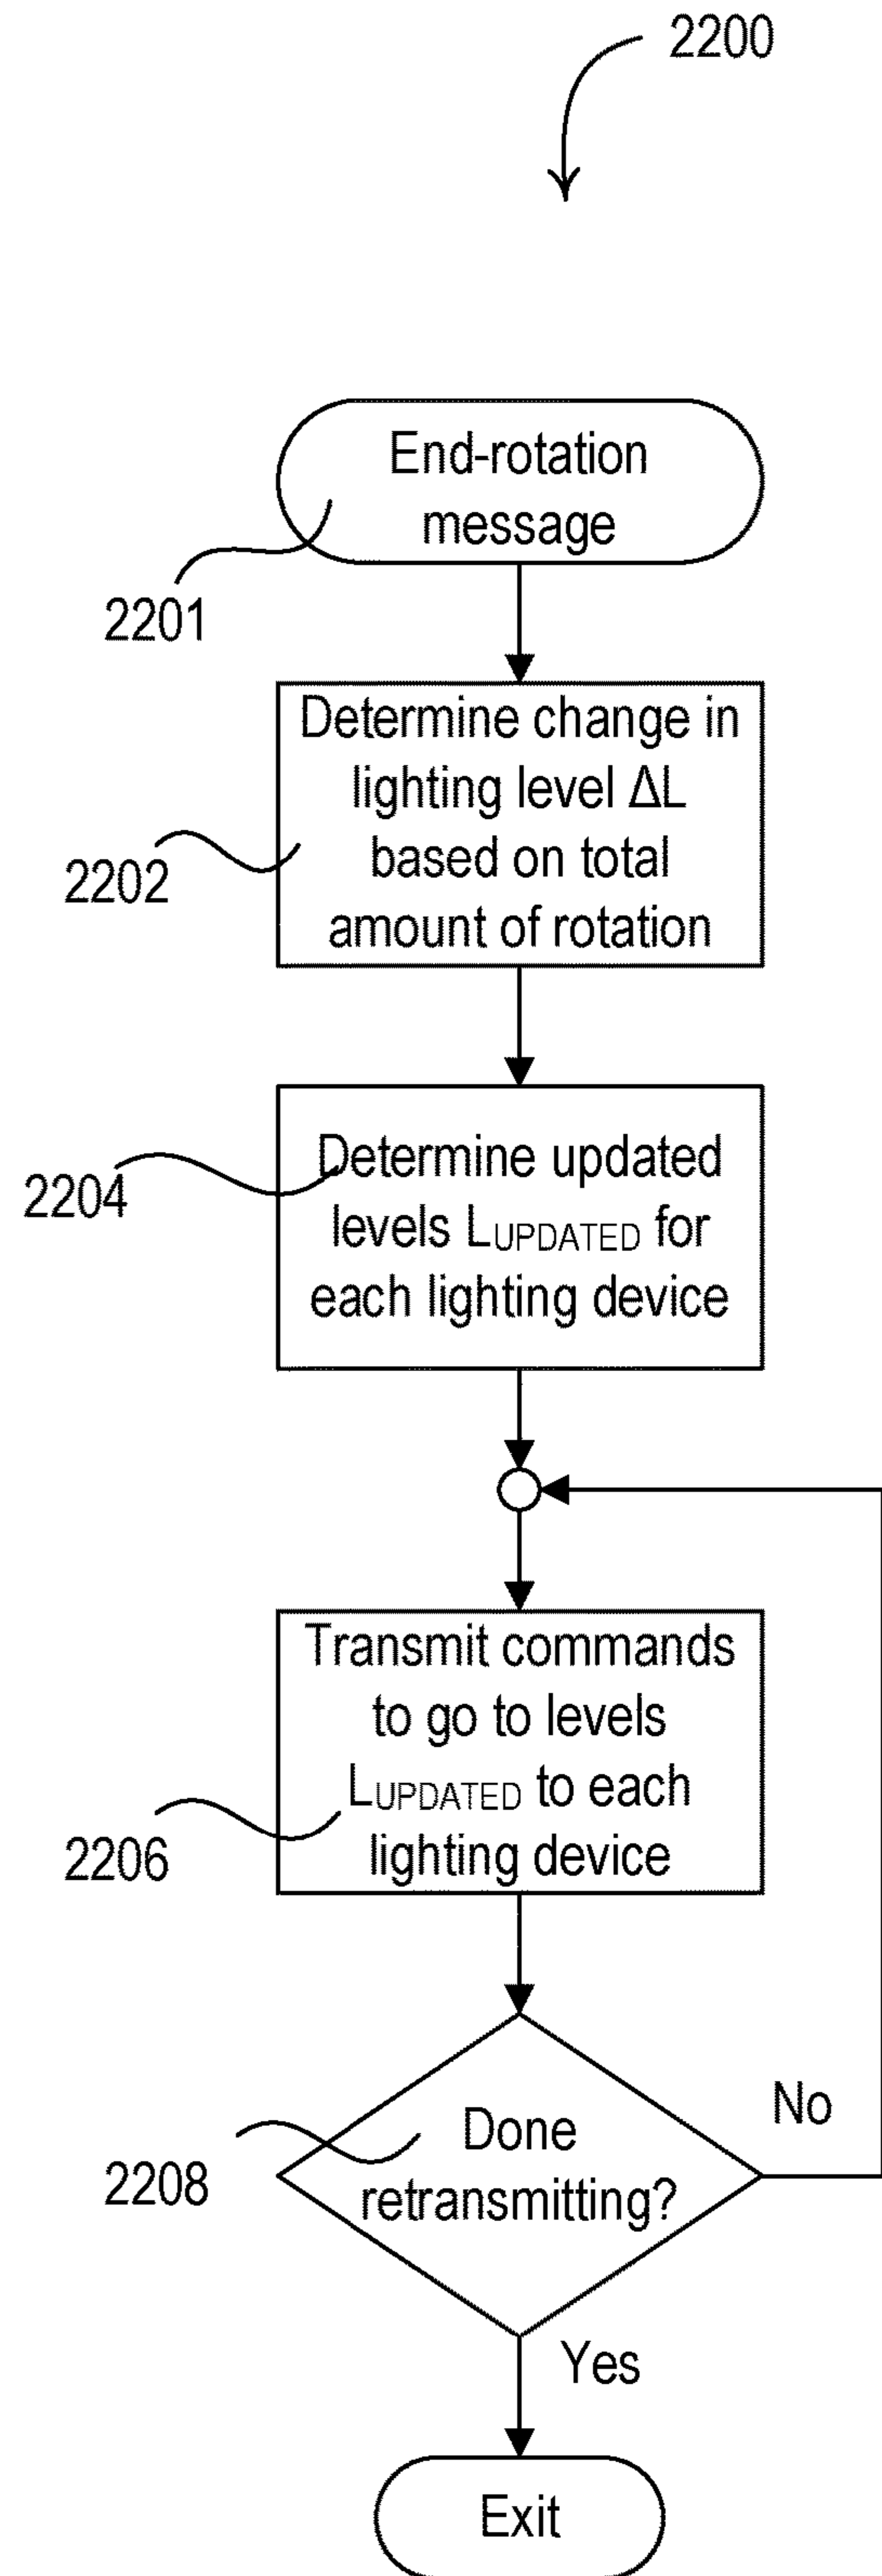 2200
End-rotation
message
2201
Determine change in
lighting level ΔL
based on total
amount of rotation
2202
Determine updated
levels LUPDATED for
each lighting device
2204
Transmit commands
to go to levels
LUPDATED to each
lighting device
2206
Done
retransmitting?
2208
No
Yes
Exit